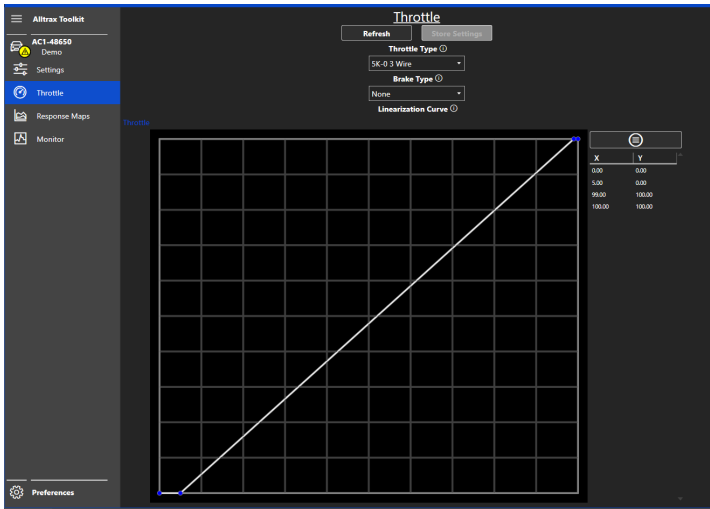 Alltrax Toolkit
AC1-48650
Demo
Settings
Throttle
Response Maps
Monitor
Preferences
Throttle
Refresh
Store Settings
Throttle Type
5K-0 3 Wire
Brake Type
None
Linearization Curve
Throttle
X Y
0.00 0.00
5.00 0.00
99.00 100.00
100.00 100.00